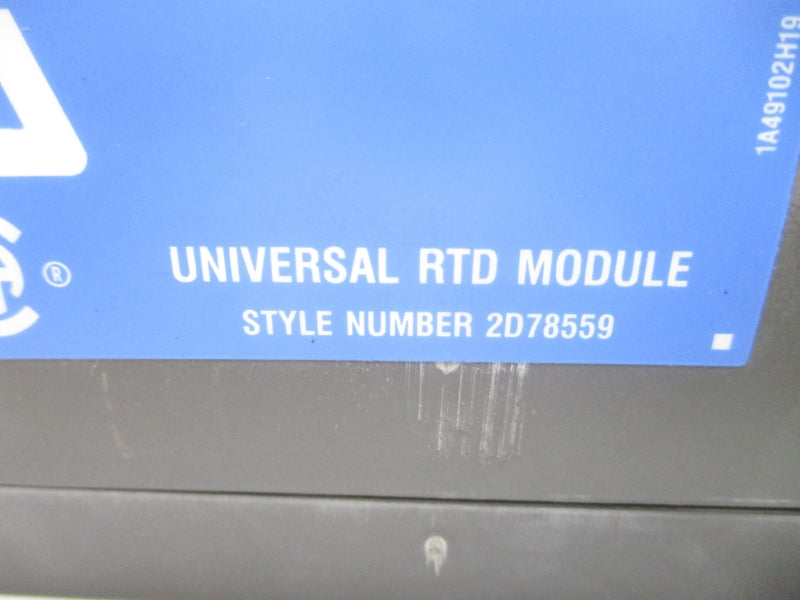 1A49102H19
®
UNIVERSAL RTD MODULE
STYLE NUMBER 2D78559